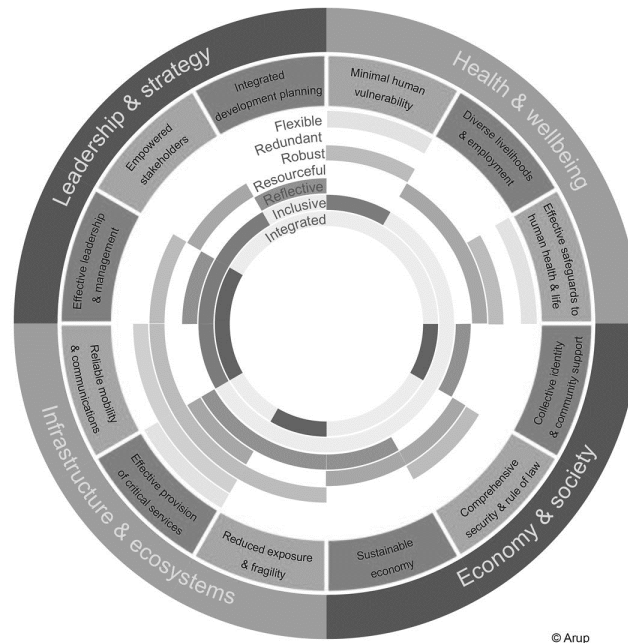 Leadership & strategy
Health & wellbeing
Integrated
development planning
Minimal human
vulnerability
Empowered
stakeholders
Diverse livelihoods
& employment
Effective leadership
& management
Effective safeguards to
human health & life
Flexible
Redundant
Robust
Resourceful
Reflective
Inclusive
Integrated
Reliable mobility
& communications
Collective identity
& community support
Effective provision
of critical services
Comprehensive
security & rule of law
Reduced exposure
& fragility
Sustainable
economy
Infrastructure & ecosystems
Economy & society
© Arup